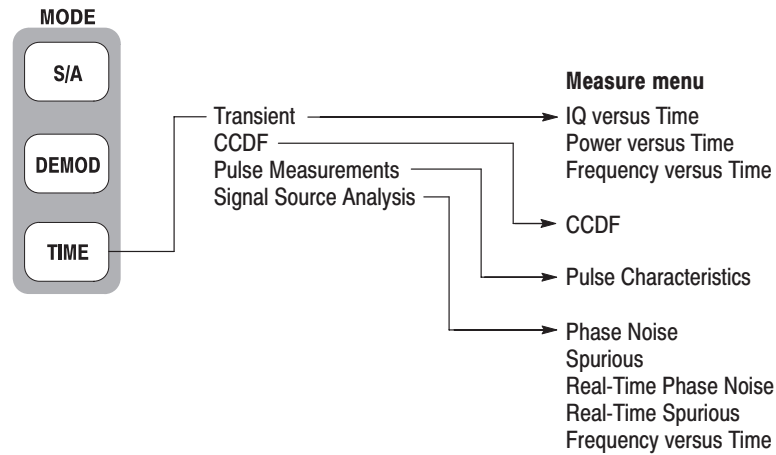 MODE
S/A
DEMOD
TIME
Transient
CCDF
Pulse Measurements
Signal Source Analysis
Measure menu
IQ versus Time
Power versus Time
Frequency versus Time
CCDF
Pulse Characteristics
Phase Noise
Spurious
Real-Time Phase Noise
Real-Time Spurious
Frequency versus Time